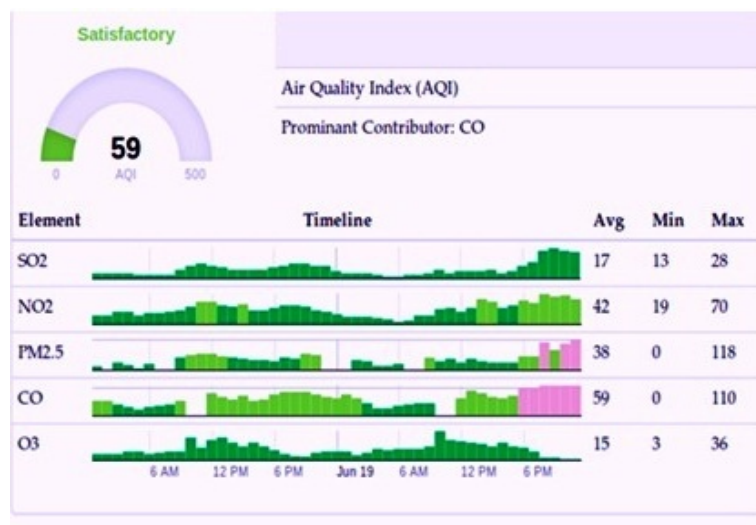 Satisfactory
59
0 AQI 500
Air Quality Index (AQI)
Prominant Contributor: CO
Element Timeline Avg Min Max
SO2 17 13 28
NO2 42 19 70
PM2.5 38 0 118
CO 59 0 110
O3 15 3 36
6 AM 12 PM 6 PM Jun 19 6 AM 12 PM 6 PM